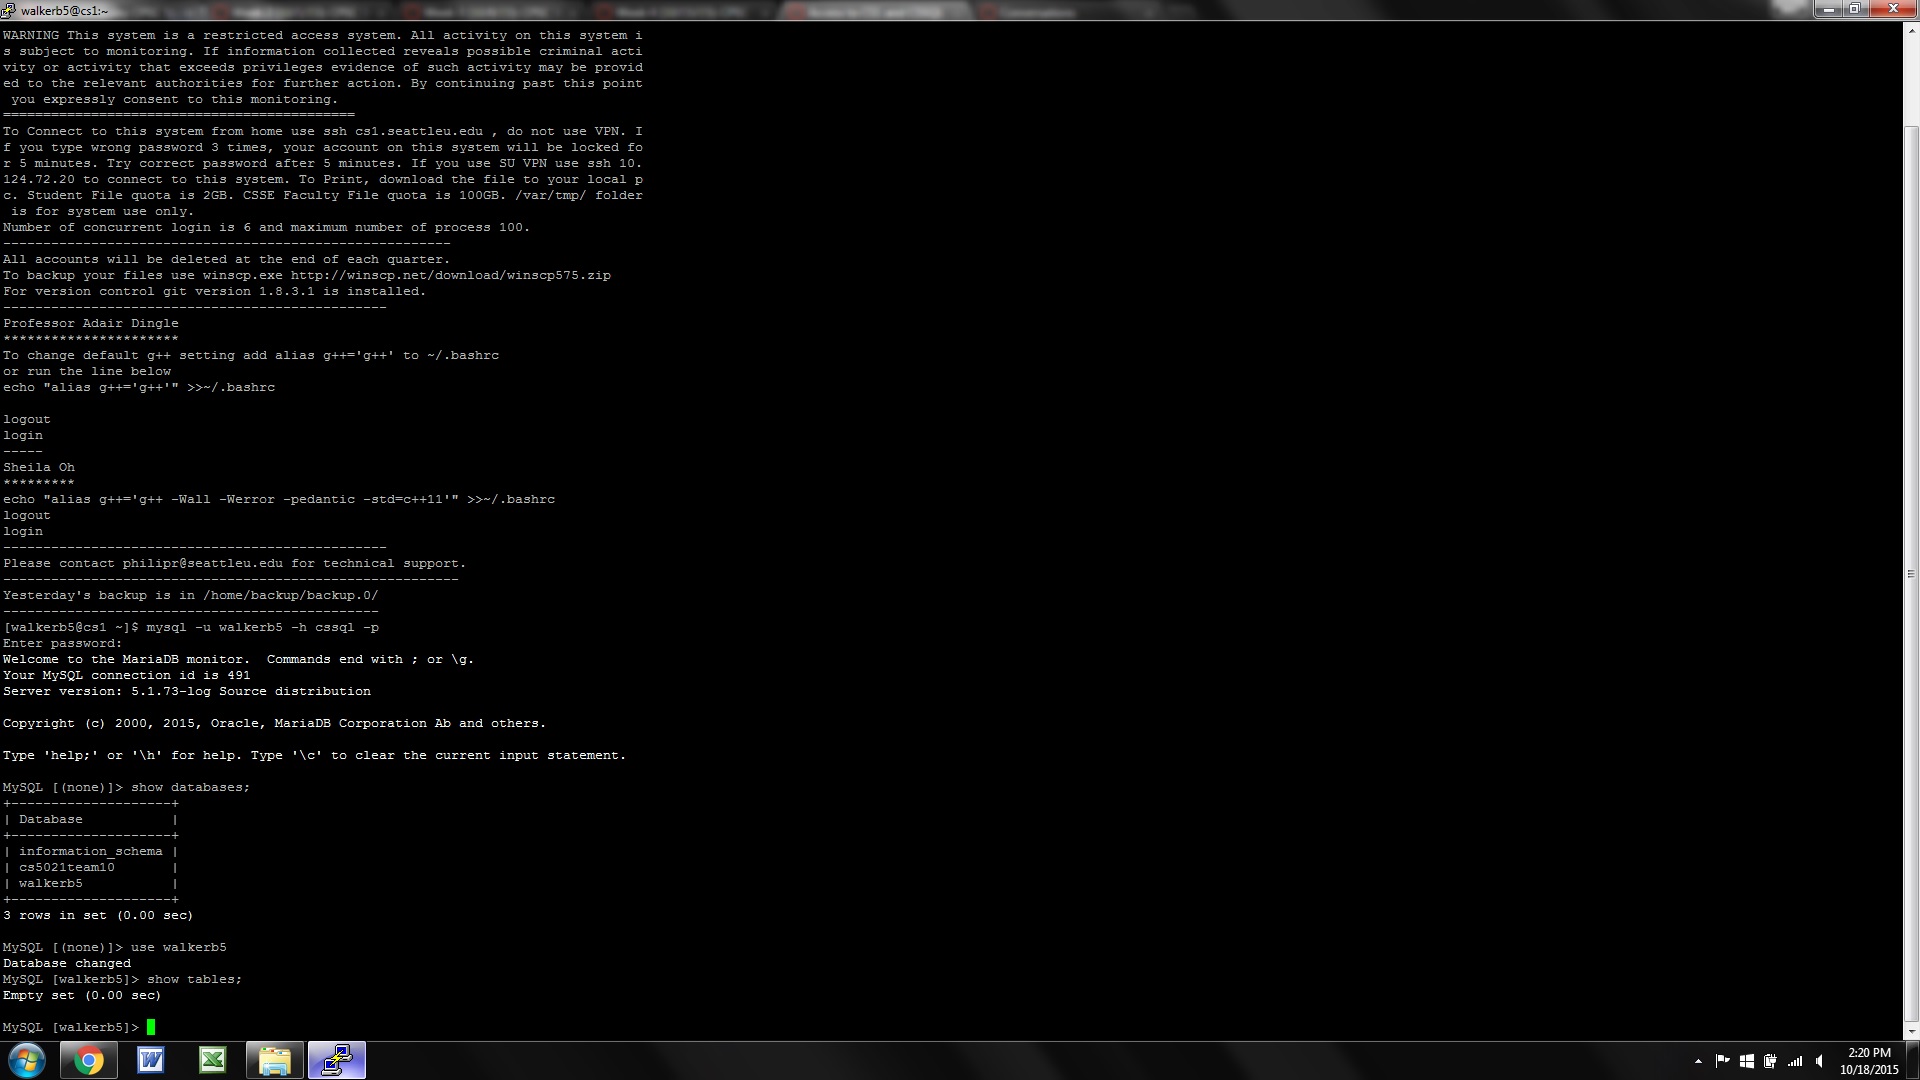 walkerb5@cs1:~
WARNING This system is a restricted access system. All activity on this system i
s subject to monitoring. If information collected reveals possible criminal acti
vity or activity that exceeds privileges evidence of such activity may be provid
ed to the relevant authorities for further action. By continuing past this point
 you expressly consent to this monitoring.
============================================
To Connect to this system from home use ssh cs1.seattleu.edu , do not use VPN. I
f you type wrong password 3 times, your account on this system will be locked fo
r 5 minutes. Try correct password after 5 minutes. If you use SU VPN use ssh 10.
124.72.20 to connect to this system. To Print, download the file to your local p
c. Student File quota is 2GB. CSSE Faculty File quota is 100GB. /var/tmp/ folder
 is for system use only.
Number of concurrent login is 6 and maximum number of process 100.
--------------------------------------------------------
All accounts will be deleted at the end of each quarter.
To backup your files use winscp.exe http://winscp.net/download/winscp575.zip
For version control git version 1.8.3.1 is installed.
------------------------------------------------
Professor Adair Dingle
**********************
To change default g++ setting add alias g++='g++' to ~/.bashrc
or run the line below
echo "alias g++='g++'" >>~/.bashrc

logout
login
-----
Sheila Oh
*********
echo "alias g++='g++ -Wall -Werror -pedantic -std=c++11'" >>~/.bashrc
logout
login
------------------------------------------------
Please contact philipr@seattleu.edu for technical support.
---------------------------------------------------------
Yesterday's backup is in /home/backup/backup.0/
-----------------------------------------------
[walkerb5@cs1 ~]$ mysql -u walkerb5 -h cssql -p
Enter password:
Welcome to the MariaDB monitor.  Commands end with ; or \g.
Your MySQL connection id is 491
Server version: 5.1.73-log Source distribution

Copyright (c) 2000, 2015, Oracle, MariaDB Corporation Ab and others.

Type 'help;' or '\h' for help. Type '\c' to clear the current input statement.

MySQL [(none)]> show databases;
+--------------------+
| Database           |
+--------------------+
| information_schema |
| cs5021team10       |
| walkerb5           |
+--------------------+
3 rows in set (0.00 sec)

MySQL [(none)]> use walkerb5
Database changed
MySQL [walkerb5]> show tables;
Empty set (0.00 sec)

MySQL [walkerb5]>
2:20 PM
10/18/2015